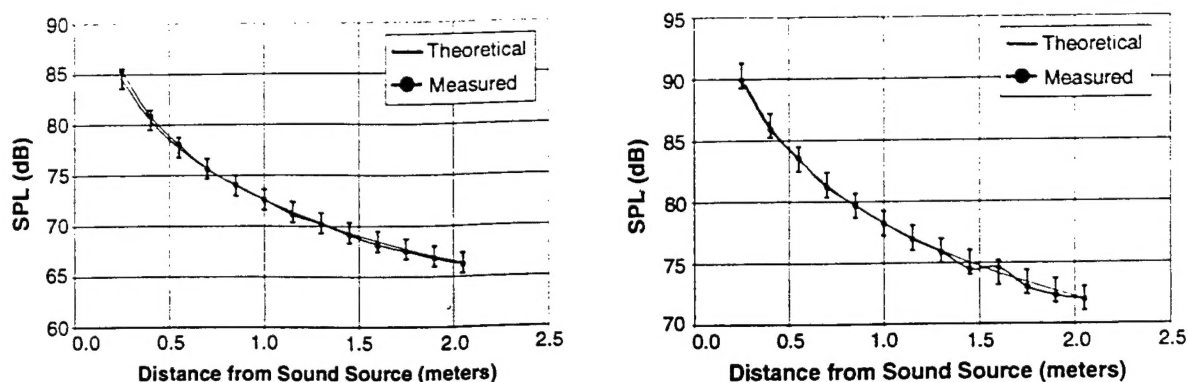 90
85
80
75
70
65
60
SPL (dB)
Theoretical
Measured
0.0 0.5 1.0 1.5 2.0 2.5
Distance from Sound Source (meters)
95
90
85
80
75
70
SPL (dB)
Theoretical
Measured
0.0 0.5 1.0 1.5 2.0 2.5
Distance from Sound Source (meters)